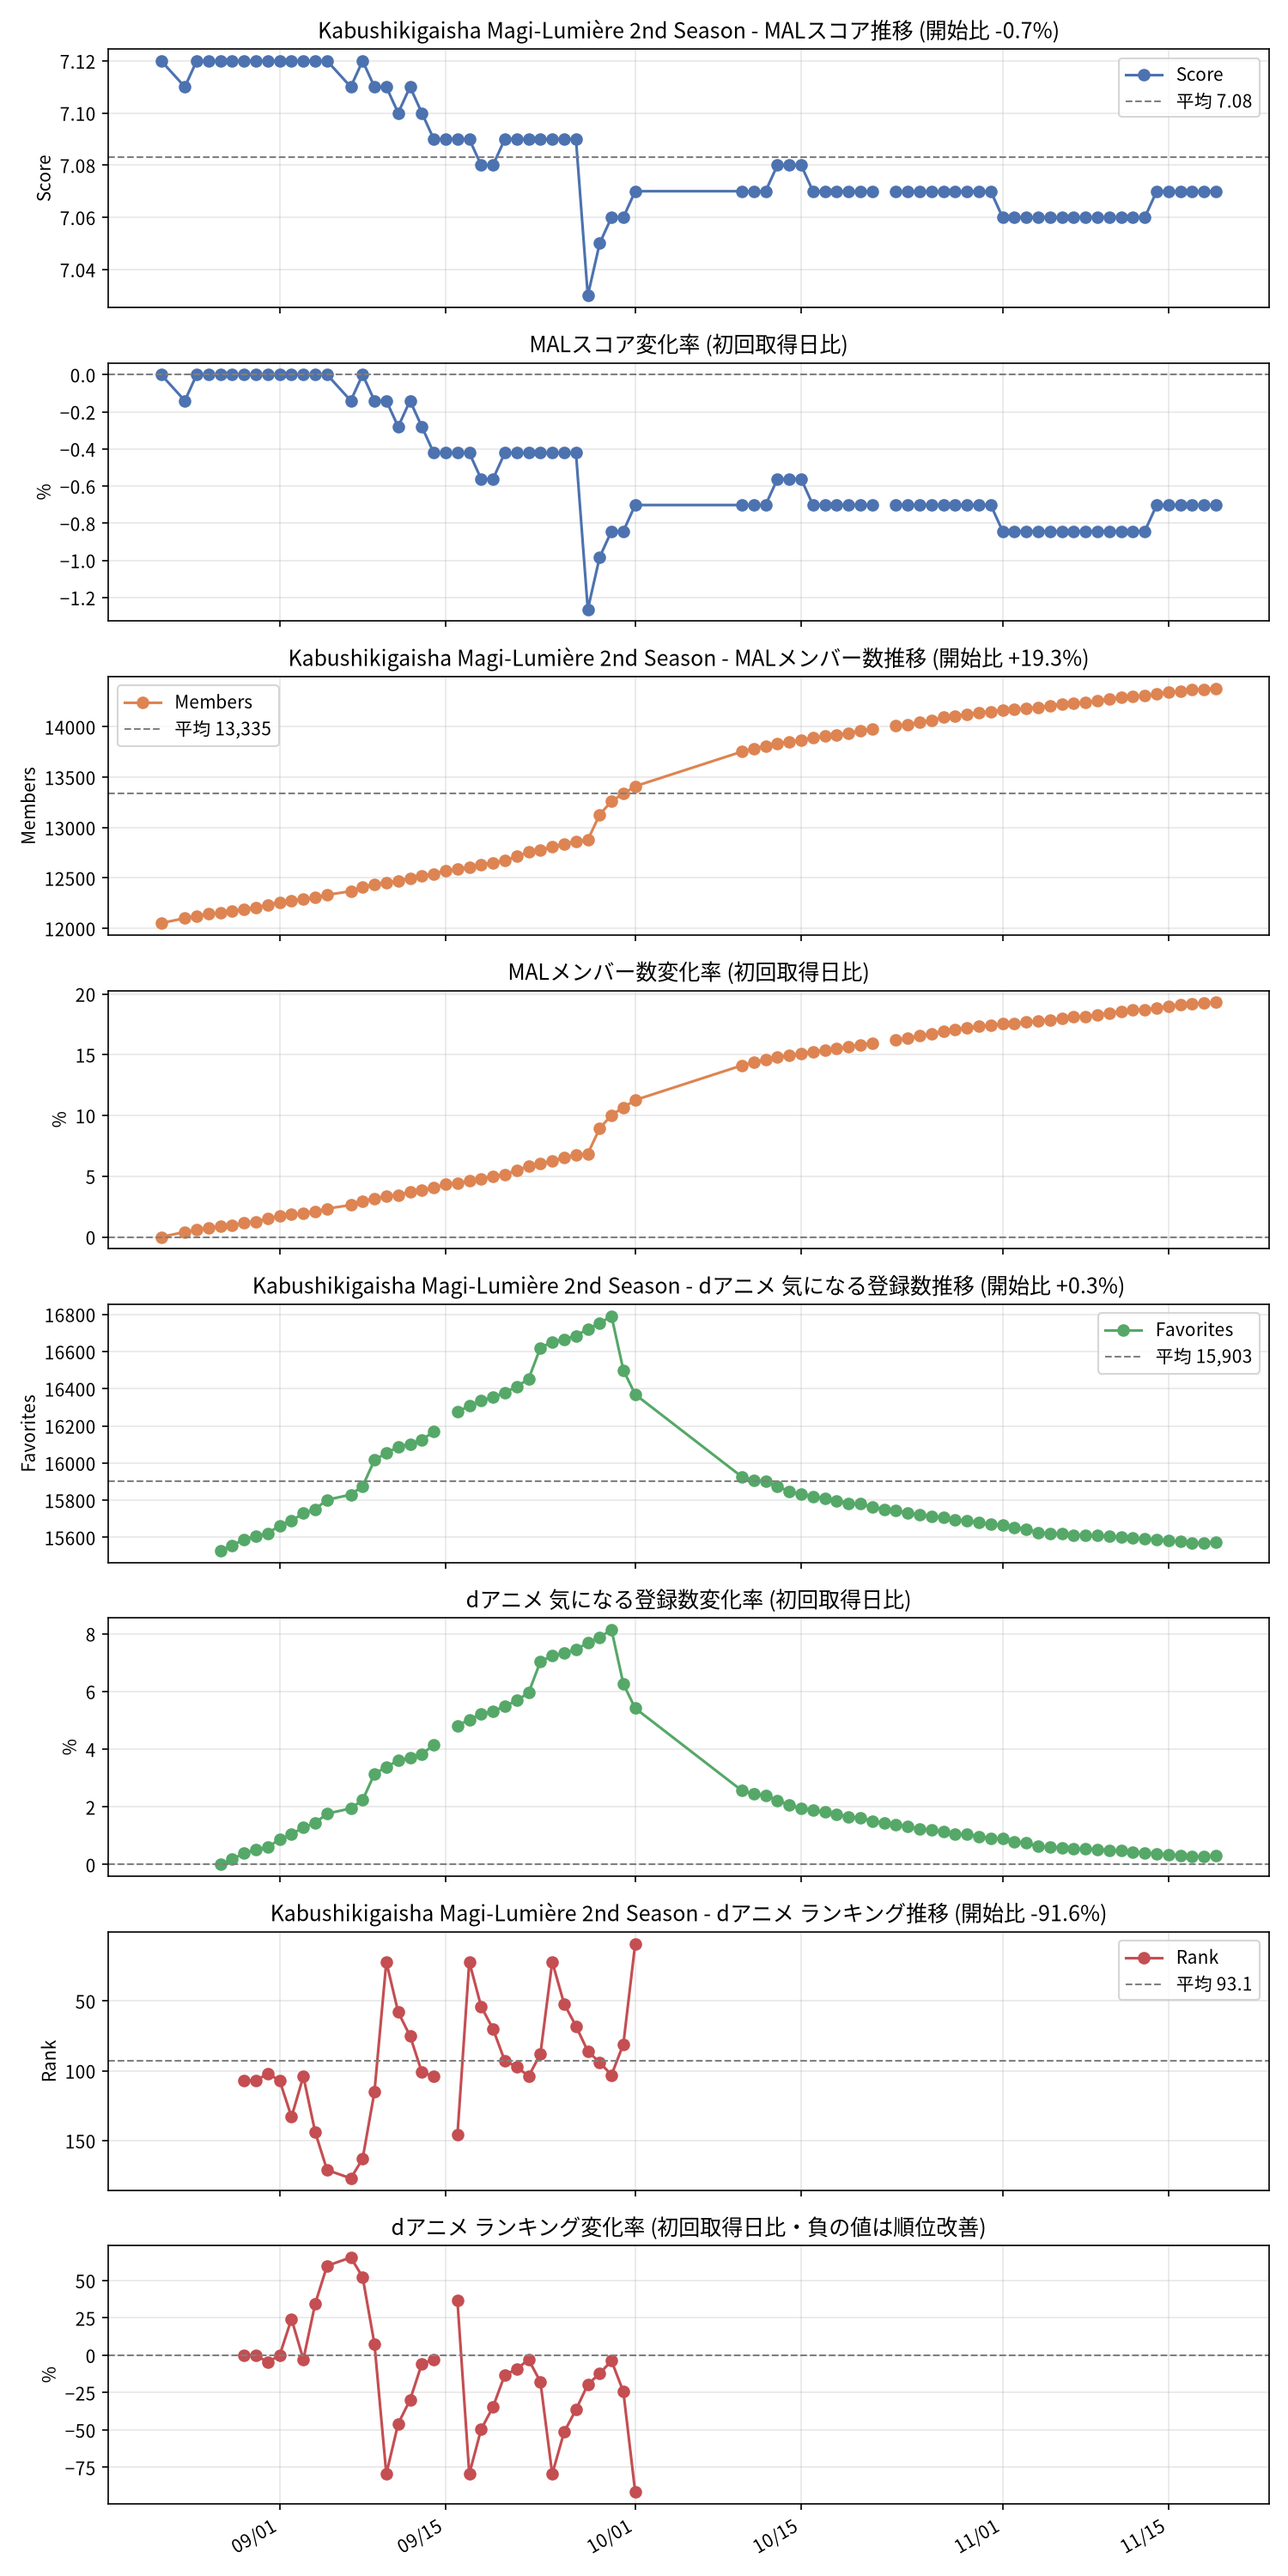 Kabushikigaisha Magi-Lumière 2nd Season - MALスコア推移 (開始比 -0.7%)
Score
平均 7.08
7.12
7.10
7.08
7.06
7.04
Score
MALスコア変化率 (初回取得日比)
0.0
−0.2
−0.4
−0.6
−0.8
−1.0
−1.2
%
Kabushikigaisha Magi-Lumière 2nd Season - MALメンバー数推移 (開始比 +19.3%)
Members
平均 13,335
14000
13500
13000
12500
12000
Members
MALメンバー数変化率 (初回取得日比)
20
15
10
5
0
%
Kabushikigaisha Magi-Lumière 2nd Season - dアニメ 気になる登録数推移 (開始比 +0.3%)
Favorites
平均 15,903
16800
16600
16400
16200
16000
15800
15600
Favorites
dアニメ 気になる登録数変化率 (初回取得日比)
8
6
4
2
0
%
Kabushikigaisha Magi-Lumière 2nd Season - dアニメ ランキング推移 (開始比 -91.6%)
Rank
平均 93.1
50
100
150
Rank
dアニメ ランキング変化率 (初回取得日比・負の値は順位改善)
50
25
0
−25
−50
−75
%
09/01
09/15
10/01
10/15
11/01
11/15